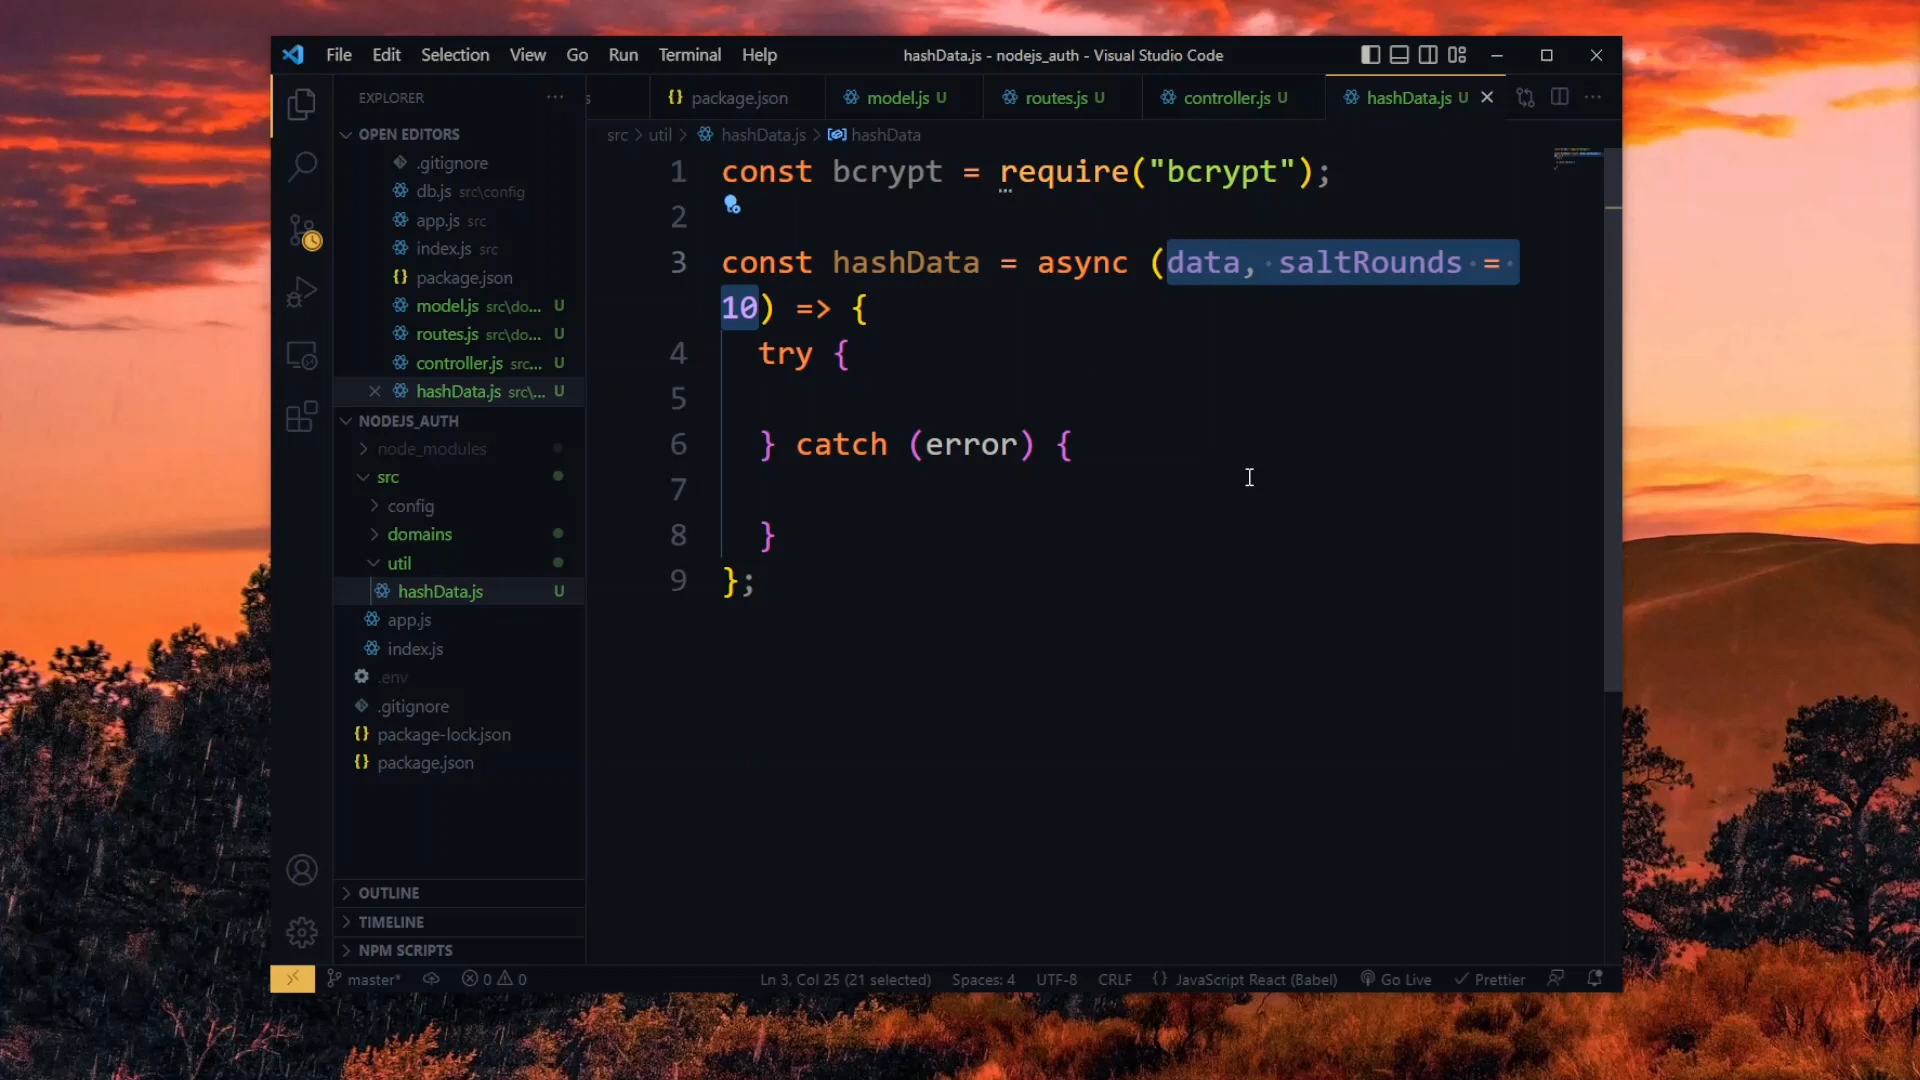 File Edit Selection View Go Run Terminal Help
hashData.js - nodejs_auth - Visual Studio Code
EXPLORER
OPEN EDITORS
.gitignore
db.js src\config
app.js src
index.js src
package.json
model.js src\do... U
routes.js src\do... U
controller.js src... U
hashData.js src\... U
NODEJS_AUTH
node_modules
src
config
domains
util
hashData.js U
app.js
index.js
.env
.gitignore
package-lock.json
package.json
OUTLINE
TIMELINE
NPM SCRIPTS
s package.json model.js U routes.js U controller.js U hashData.js U
src > util > hashData.js > hashData
1 const bcrypt = require("bcrypt");
2
3 const hashData = async (data, saltRounds =
10) => {
4 try {
5
6 } catch (error) {
7
8 }
9 };
master* 0 0 Ln 3, Col 25 (21 selected) Spaces: 4 UTF-8 CRLF {} JavaScript React (Babel) Go Live Prettier